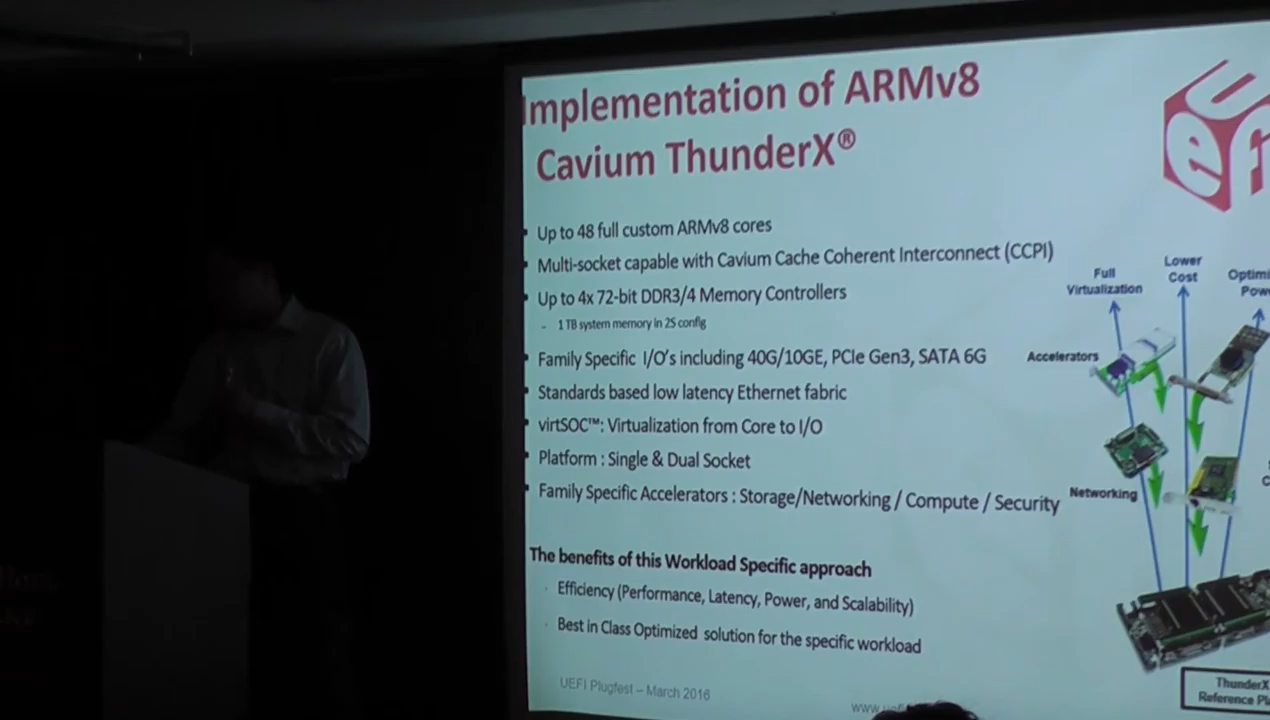 Implementation of ARMv8
Cavium ThunderX®
Up to 48 full custom ARMv8 cores
Multi-socket capable with Cavium Cache Coherent Interconnect (CCPI)
Up to 4x 72-bit DDR3/4 Memory Controllers
- 1 TB system memory in 2S config
Family Specific I/O's including 40G/10GE, PCIe Gen3, SATA 6G
Standards based low latency Ethernet fabric
virtSOC™: Virtualization from Core to I/O
Platform : Single & Dual Socket
Family Specific Accelerators : Storage/Networking / Compute / Security
The benefits of this Workload Specific approach
Efficiency (Performance, Latency, Power, and Scalability)
Best in Class Optimized solution for the specific workload
UEFI Plugfest – March 2016
Full
Virtualization
Lower
Cost
Accelerators
Networking
ThunderX
Reference